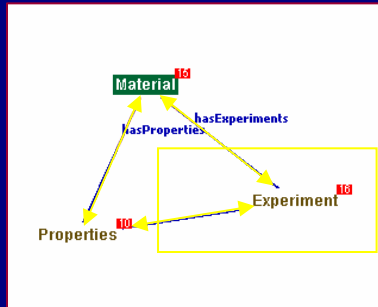 16
Material
hasExperiments
hasProperties
16
Experiment
10
Properties